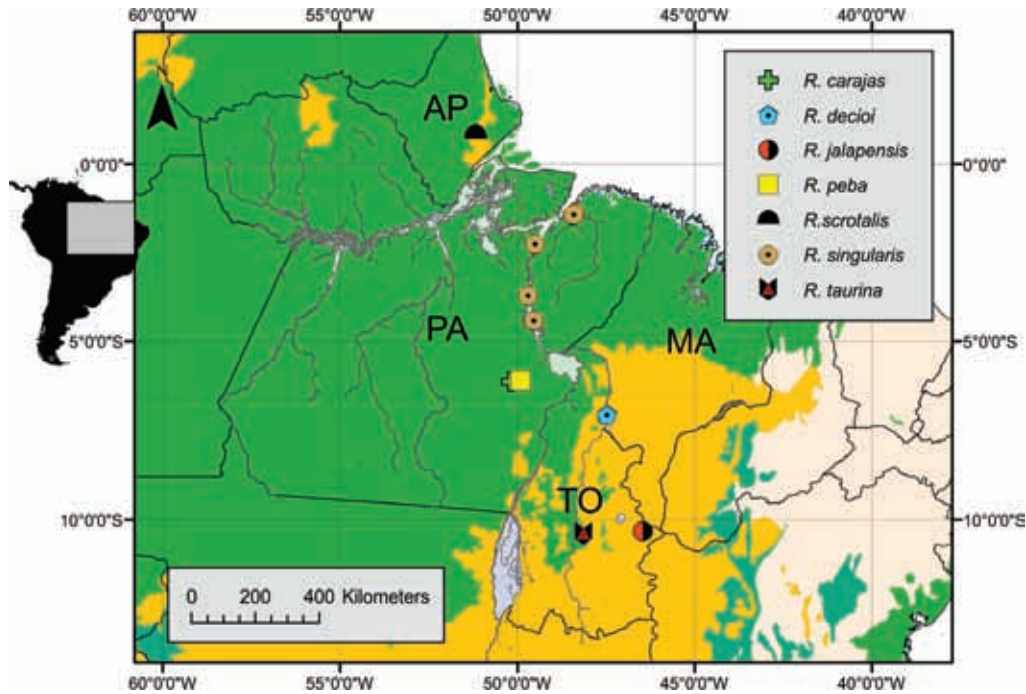 60°0'0"W 55°0'0"W 50°0'0"W 45°0'0"W 40°0'0"W
R. carajas
R. decioi
R. jalapensis
R. peba
R.scrotalis
R. singularis
R. taurina
AP
0°0'0" 0°0'0"
PA
MA
5°0'0"S 5°0'0"S
TO
10°0'0"S 10°0'0"S
0 200 400 Kilometers
60°0'0"W 55°0'0"W 50°0'0"W 45°0'0"W 40°0'0"W